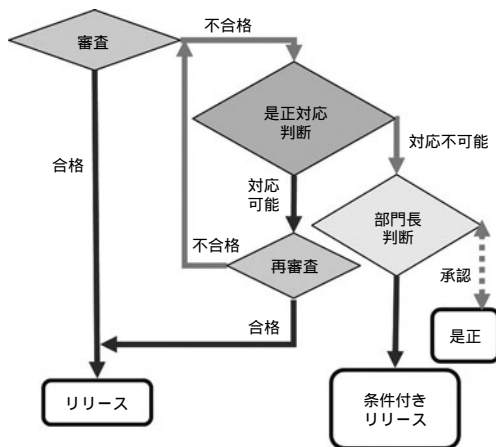 審査
不合格
是正対応
判断
合格
対応
可能
対応不可能
部門長
判断
不合格
再審査
承認
合格
是正
リリース
条件付き
リリース